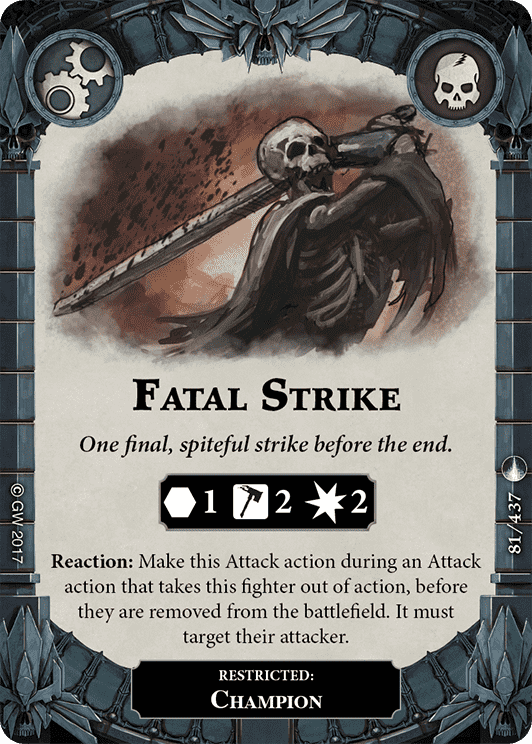 Fatal Strike
One final, spiteful strike before the end.
1 2 2
Reaction: Make this Attack action during an Attack
action that takes this fighter out of action, before
they are removed from the battlefield. It must
target their attacker.
RESTRICTED:
Champion
© GW 2017
81/437